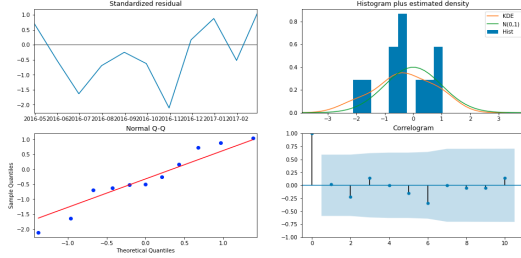 Standardized residual
1.0
0.5
0.0
-0.5
-1.0
-1.5
-2.0
2016-05 2016-06 2016-07 2016-08 2016-09 2016-10 2016-11 2016-12 2017-01 2017-02
Histogram plus estimated density
KDE
N(0,1)
Hist
0.8
0.6
0.4
0.2
0.0
-3 -2 -1 0 1 2 3
Normal Q-Q
Sample Quantiles
1.0
0.5
0.0
-0.5
-1.0
-1.5
-2.0
-1.0 -0.5 0.0 0.5 1.0
Theoretical Quantiles
Correlogram
1.00
0.75
0.50
0.25
0.00
-0.25
-0.50
-0.75
-1.00
0 2 4 6 8 10